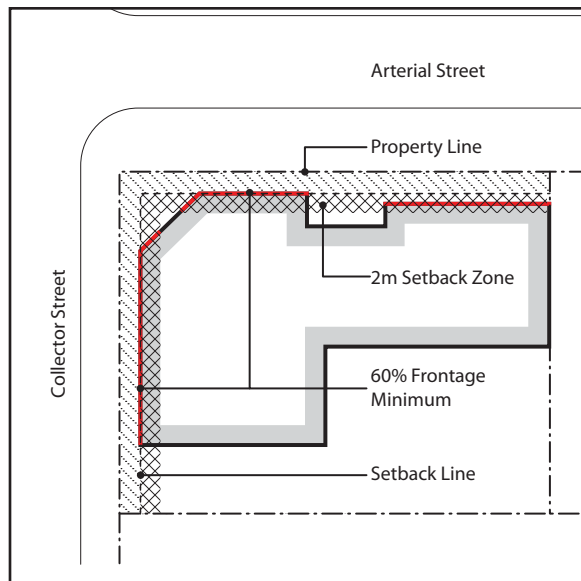 Arterial Street
Property Line
2m Setback Zone
Collector Street
60% Frontage
Minimum
Setback Line